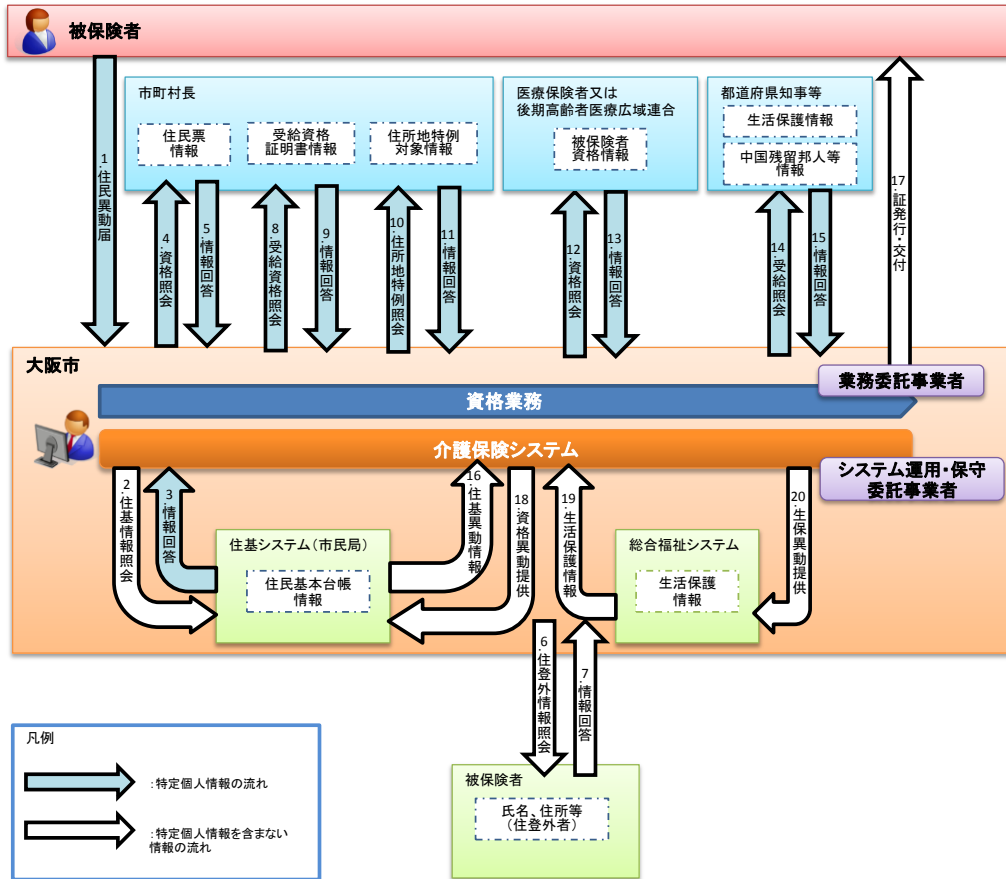 被保険者
市町村長
住民票
情報
受給資格
証明書情報
住所地特例
対象情報
医療保険者又は
後期高齢者医療広域連合
被保険者
資格情報
都道府県知事等
生活保護情報
中国残留邦人等
情報
1.住民異動届
4.資格照会
5.情報回答
8.受給資格照会
9.情報回答
10.住所地特例照会
11.情報回答
12.資格照会
13.情報回答
14.受給照会
15.情報回答
17.証発行・交付
大阪市
業務委託事業者
資格業務
介護保険システム
システム運用・保守
委託事業者
2.住基情報照会
3.情報回答
16.住基異動情報
18.資格異動提供
19.生活保護情報
20.生保異動提供
住基システム(市民局)
住民基本台帳
情報
総合福祉システム
生活保護
情報
6.住登外情報照会
7.情報回答
被保険者
氏名、住所等
(住登外者)
凡例
:特定個人情報の流れ
:特定個人情報を含まない
情報の流れ